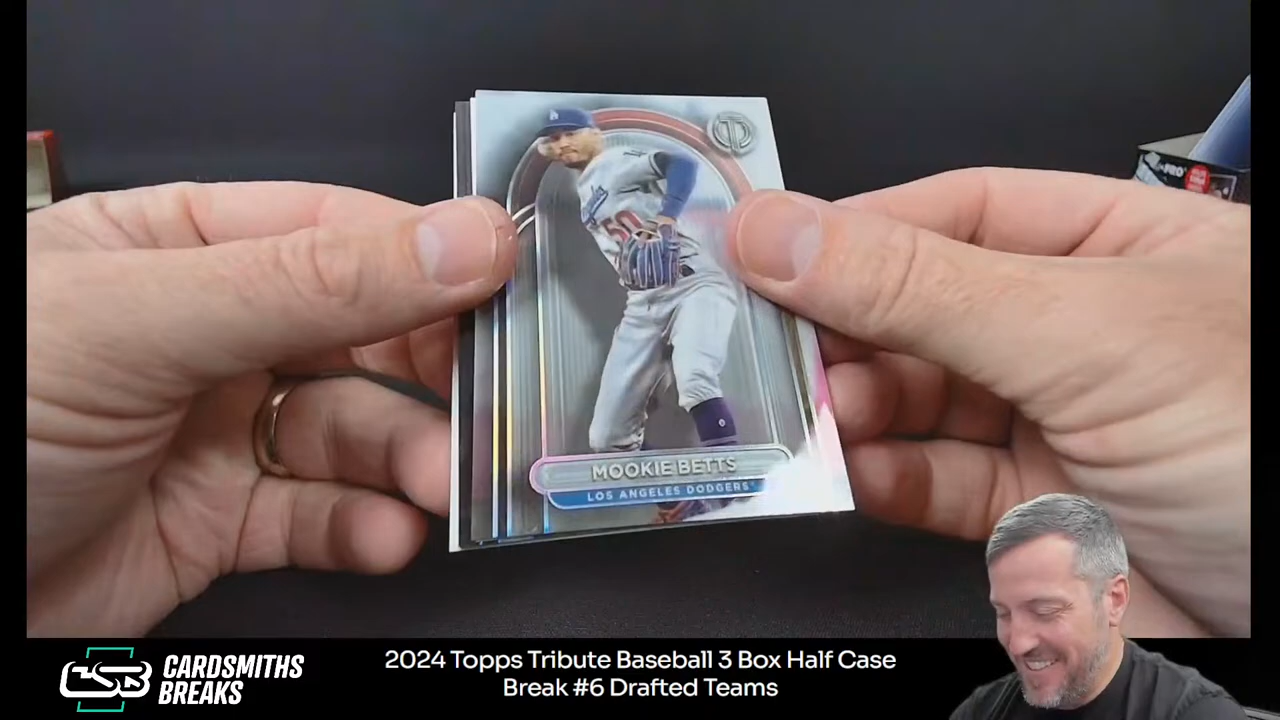 MOOKIE BETTS
LOS ANGELES DODGERS
50
CSB
CARDSMITHS
BREAKS
2024 Topps Tribute Baseball 3 Box Half Case
Break #6 Drafted Teams